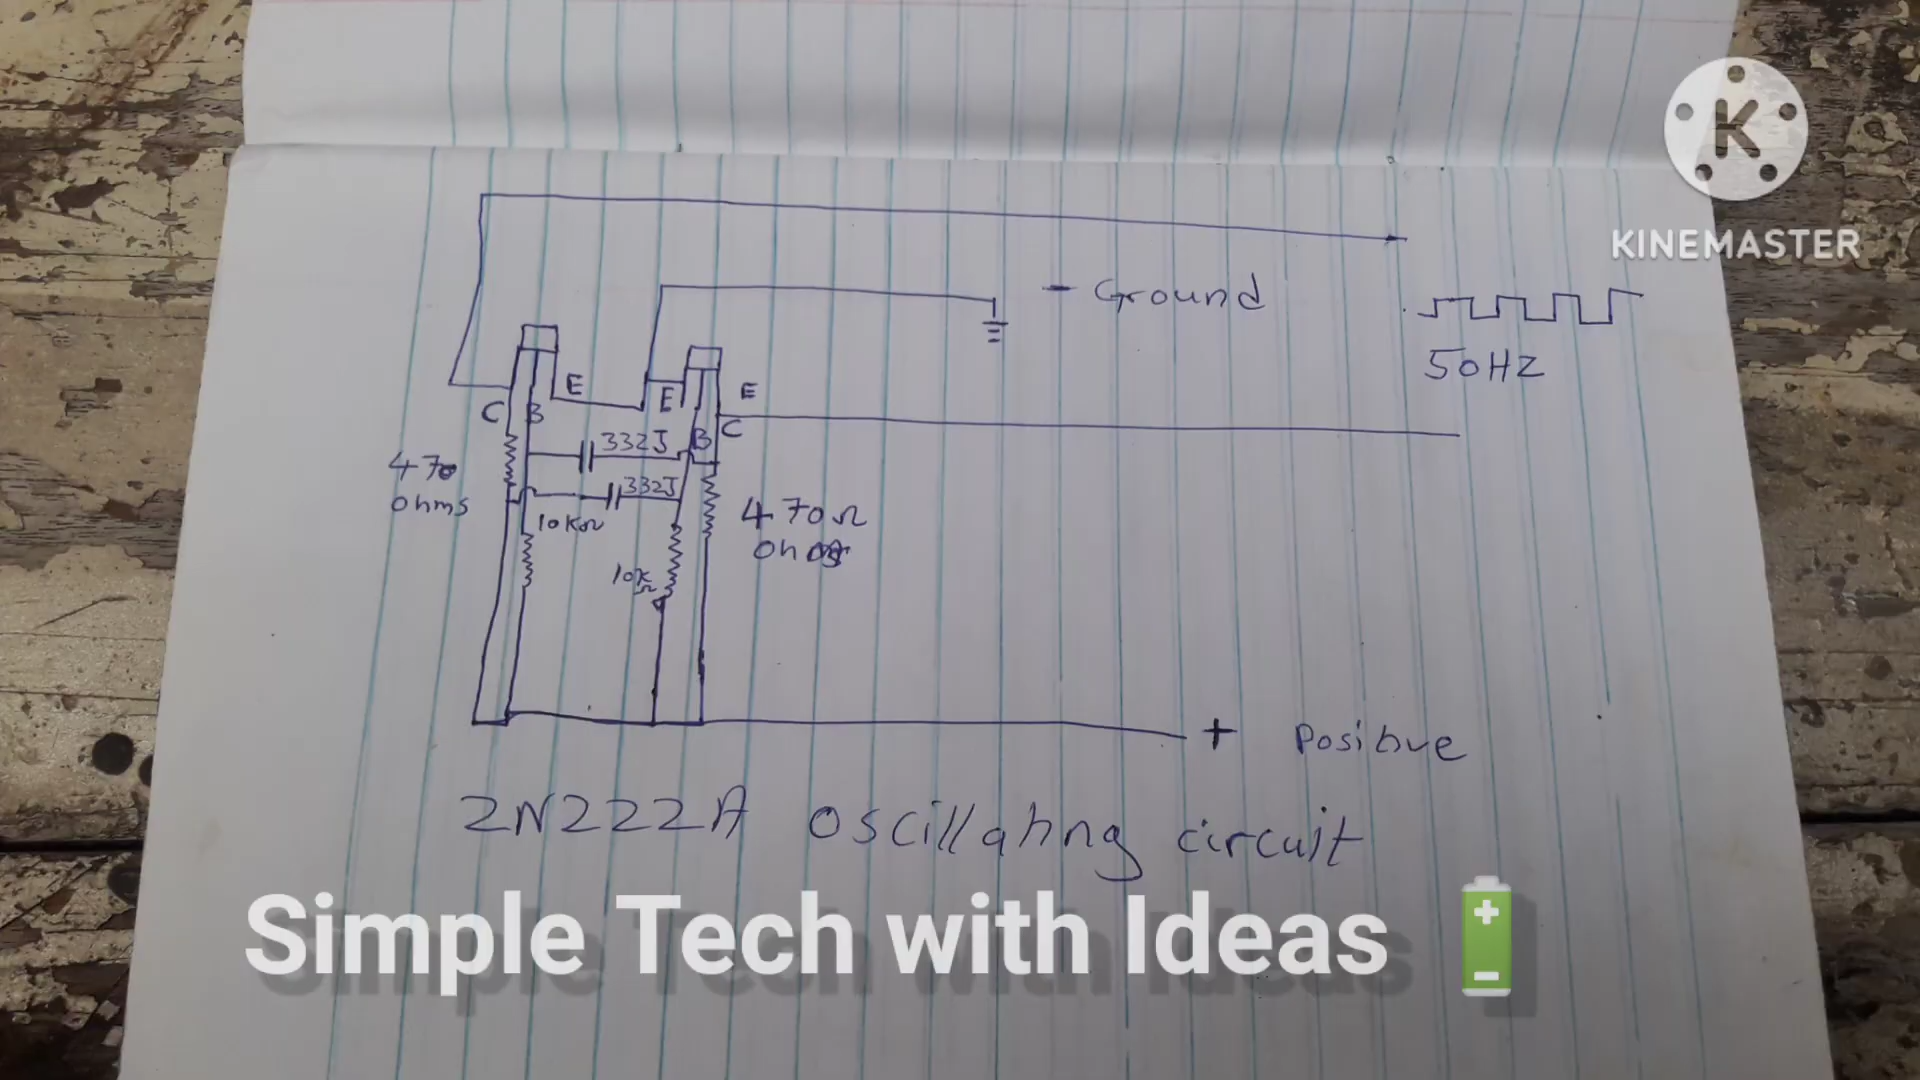 KINEMASTER
- Ground
50HZ
E
E
E
C
B
B
C
332J
332J
470
ohms
10KΩ
470Ω
10K
Ω
+ Positive
2N222A oscillating circuit
Simple Tech with Ideas